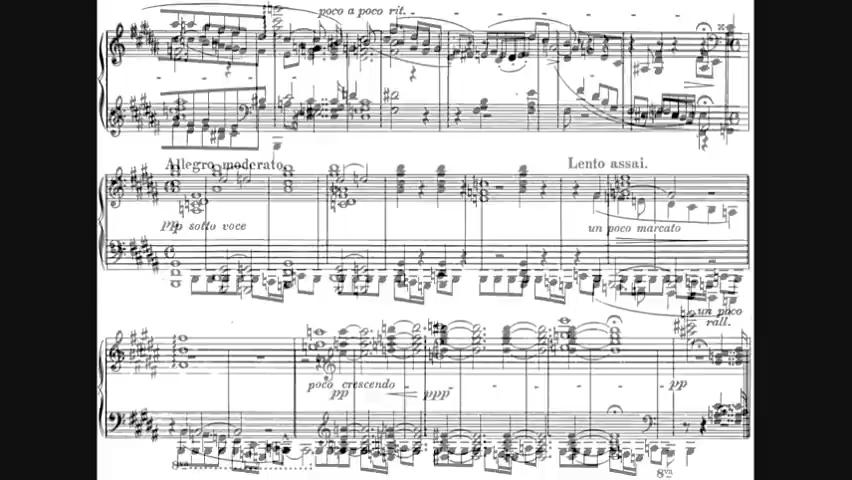 poco a poco rit.
Allegro moderato. Lento assai.
pp sotto voce un poco marcato
un poco
rall.
poco crescendo pp
pp ppp
8va 8va